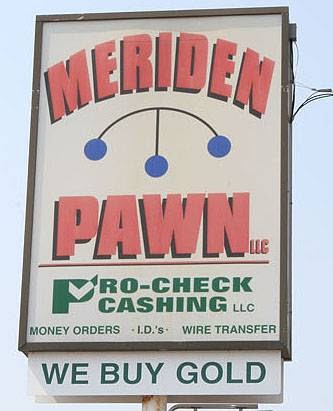 MERIDEN
PAWN LLC
PRO-CHECK
CASHING LLC
MONEY ORDERS · I.D.'s · WIRE TRANSFER
WE BUY GOLD